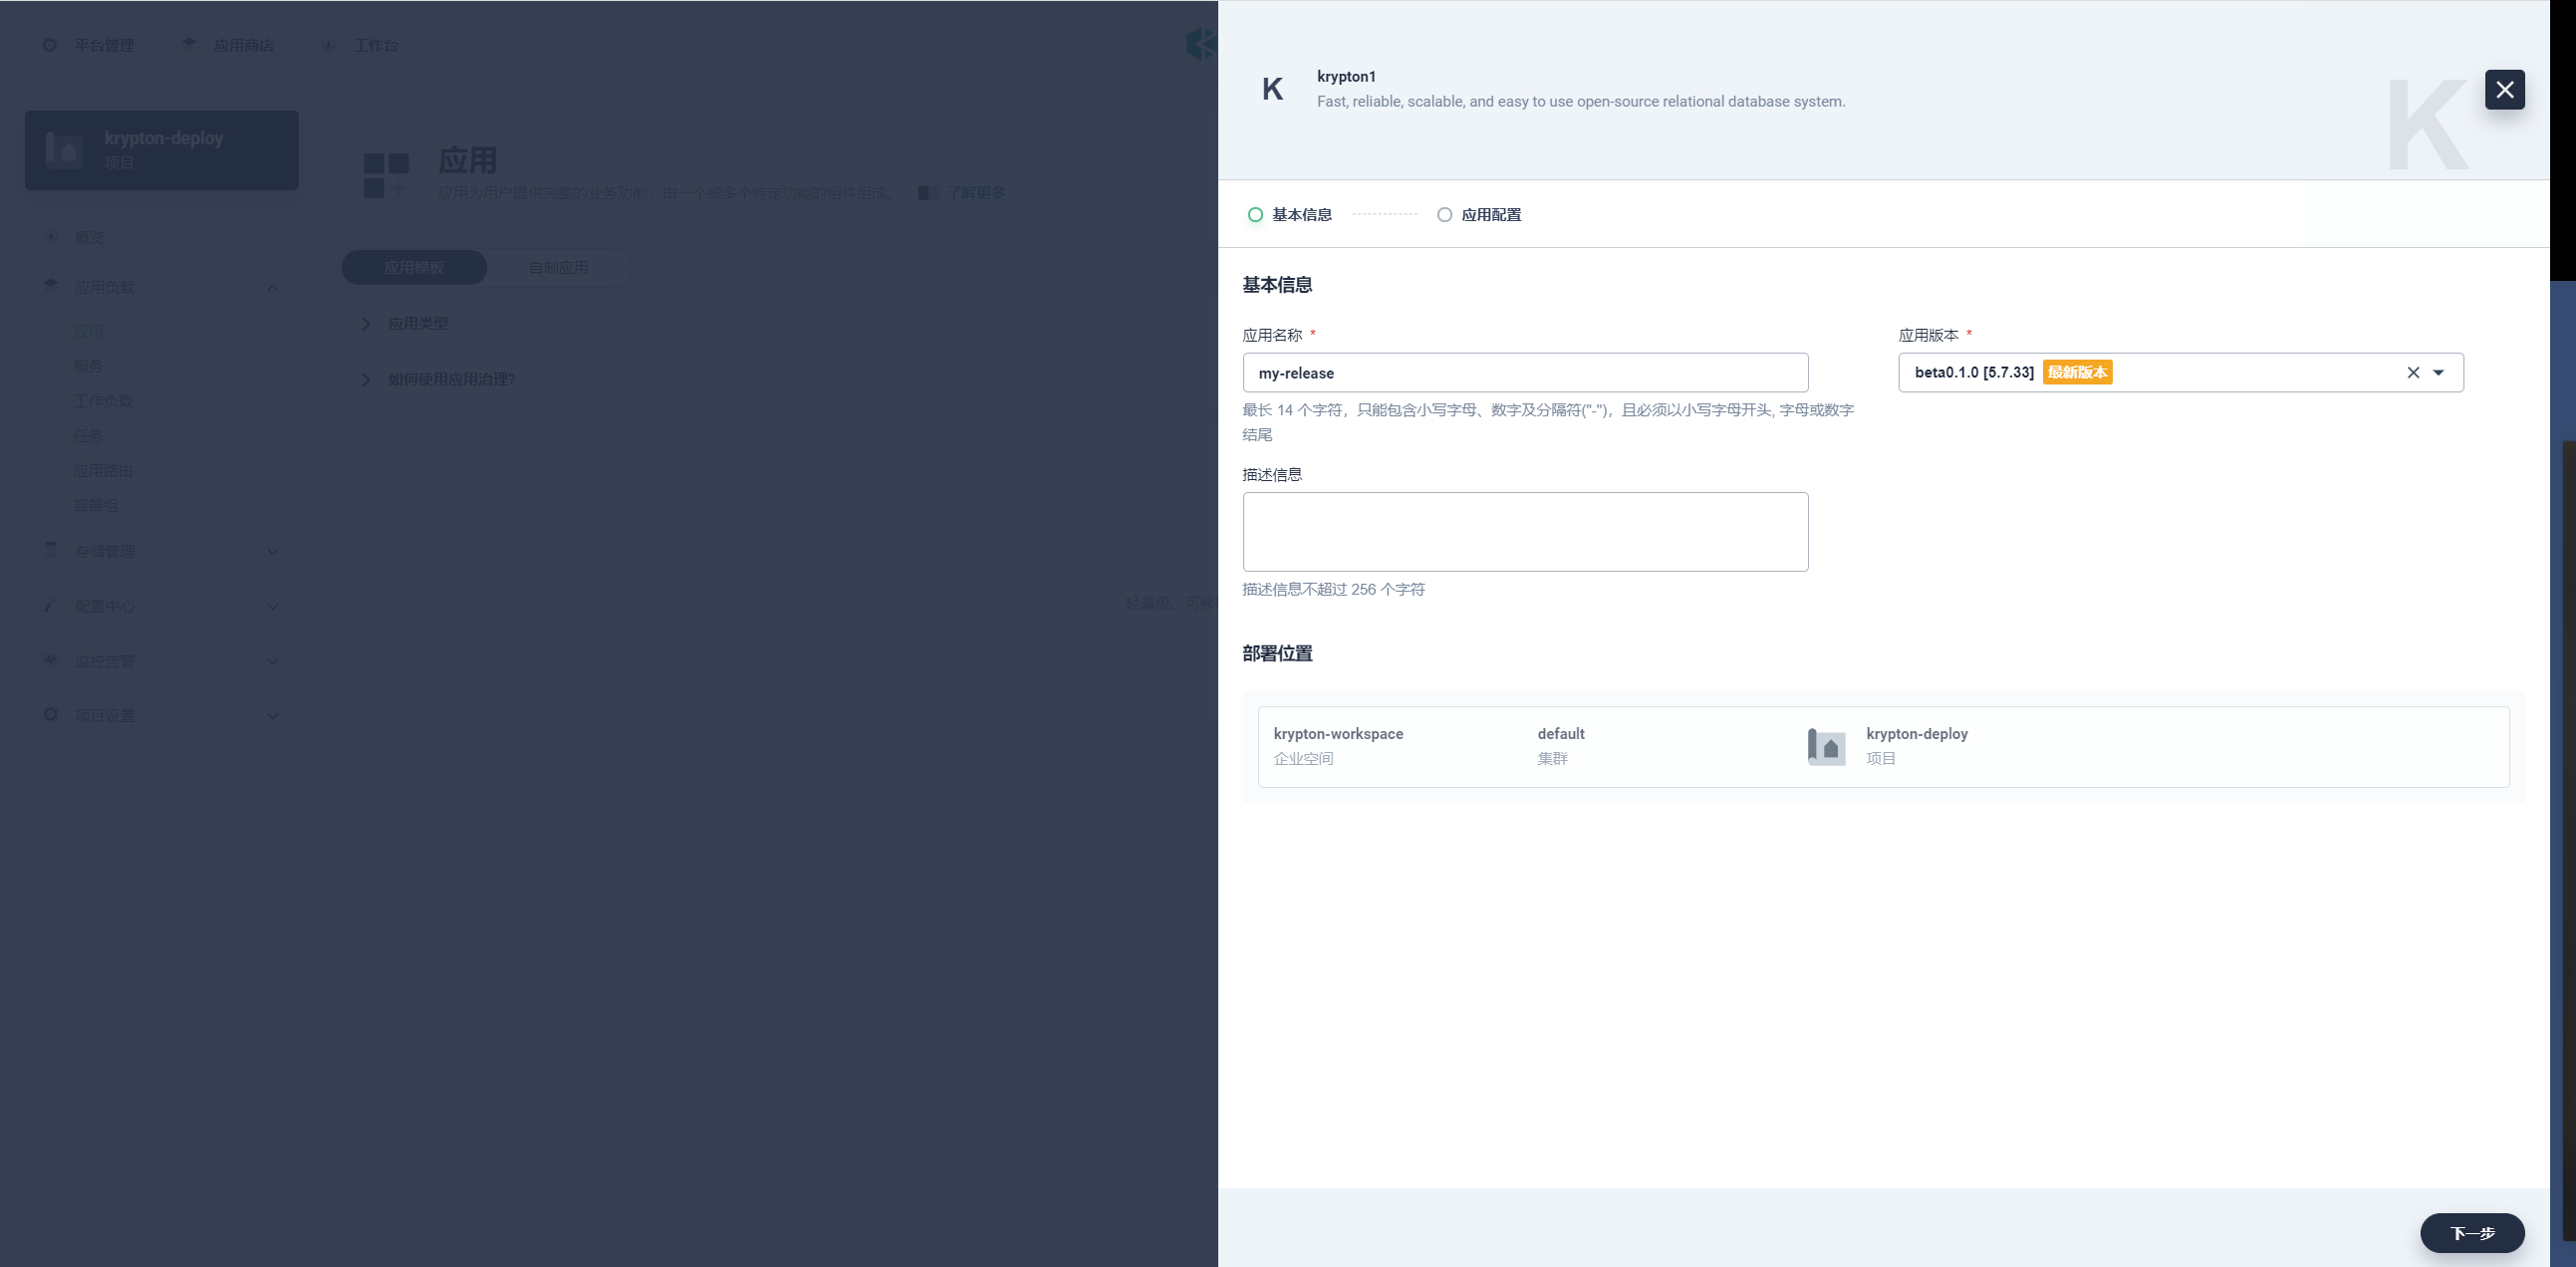 平台管理
应用商店
工作台
krypton-deploy
项目
概览
应用负载
应用
服务
工作负载
任务
应用路由
容器组
存储管理
配置中心
监控告警
项目设置
应用
应用为用户提供完整的业务功能，由一个或多个特定功能的组件组成。 了解更多
应用模板
自制应用
应用类型
如何使用应用治理?
轻量级，可移
K
krypton1
Fast, reliable, scalable, and easy to use open-source relational database system.
K
基本信息
应用配置
基本信息
应用名称 *
my-release
最长 14 个字符，只能包含小写字母、数字及分隔符("-")，且必须以小写字母开头, 字母或数字
结尾
应用版本 *
beta0.1.0 [5.7.33] 最新版本
描述信息
描述信息不超过 256 个字符
部署位置
krypton-workspace
企业空间
default
集群
krypton-deploy
项目
下一步